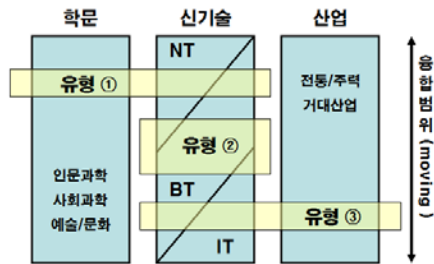 학문
신기술
산업
NT
유형 ①
전통/주력
거대산업
유형 ②
인문과학
사회과학
예술/문화
BT
유형 ③
IT
융합범위(moving)